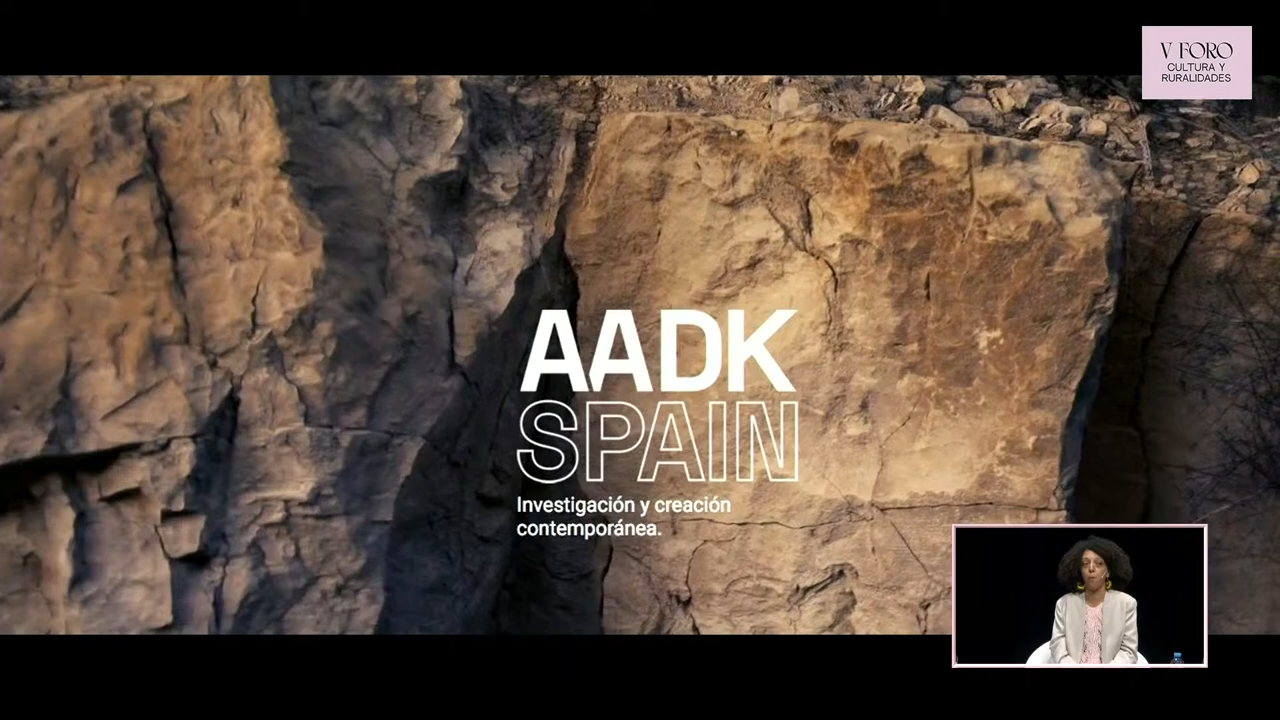 V FORO
CULTURA Y
RURALIDADES
AADK
SPAIN
Investigación y creación
contemporánea.